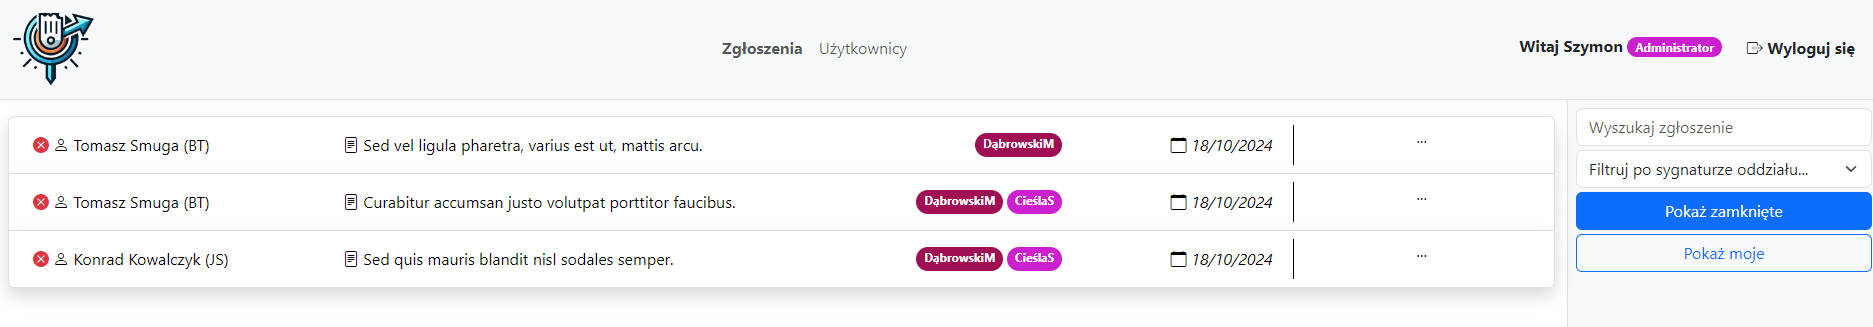 Zgłoszenia Użytkownicy Witaj Szymon Administrator Wyloguj się
Tomasz Smuga (BT) Sed vel ligula pharetra, varius est ut, mattis arcu. DąbrowskiM 18/10/2024 ...
Tomasz Smuga (BT) Curabitur accumsan justo volutpat porttitor faucibus. DąbrowskiM CieślaS 18/10/2024 ...
Konrad Kowalczyk (JS) Sed quis mauris blandit nisl sodales semper. DąbrowskiM CieślaS 18/10/2024 ...
Wyszukaj zgłoszenie
Filtruj po sygnaturze oddziału...
Pokaż zamknięte
Pokaż moje